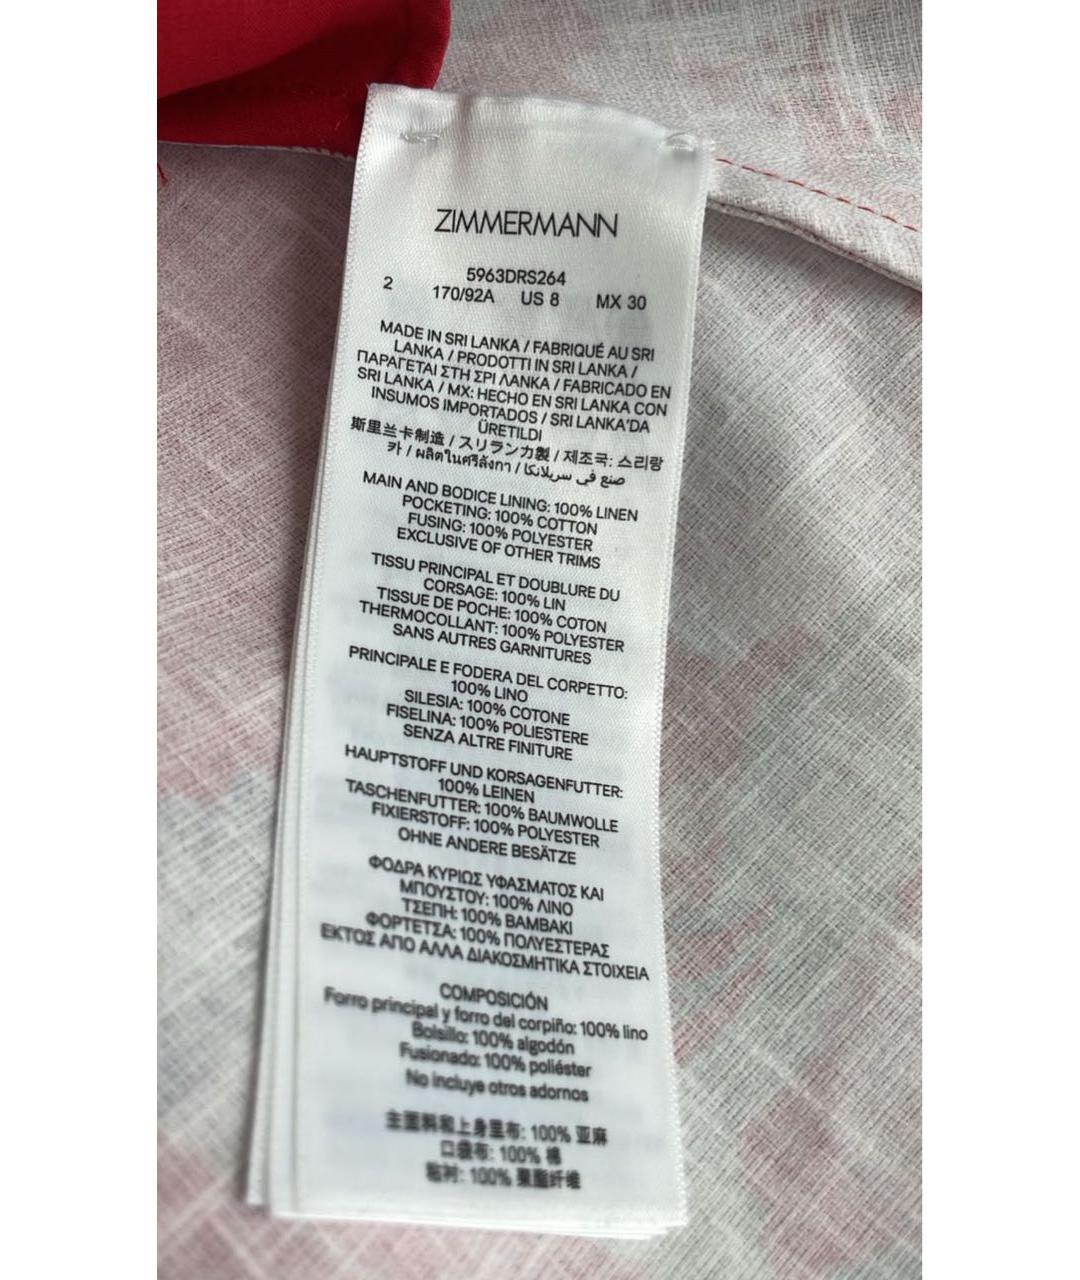 ZIMMERMANN
5963DRS264
2 170/92A US 8 MX 30
MADE IN SRI LANKA / FABRIQUÉ AU SRI
LANKA / PRODOTTI IN SRI LANKA /
ΠΑΡΑΓΕΤΑΙ ΣΤΗ ΣΡΙ ΛΑΝΚΑ / FABRICADO EN
SRI LANKA / MX: HECHO EN SRI LANKA CON
INSUMOS IMPORTADOS / SRI LANKA'DA
ÜRETILDI
斯里兰卡制造 / スリランカ製 / 제조국: 스리랑
카 / ผลิตในศรีลังกา / صنع في سريلانكا
MAIN AND BODICE LINING: 100% LINEN
POCKETING: 100% COTTON
FUSING: 100% POLYESTER
EXCLUSIVE OF OTHER TRIMS
TISSU PRINCIPAL ET DOUBLURE DU
CORSAGE: 100% LIN
TISSUE DE POCHE: 100% COTON
THERMOCOLLANT: 100% POLYESTER
SANS AUTRES GARNITURES
PRINCIPALE E FODERA DEL CORPETTO:
100% LINO
SILESIA: 100% COTONE
FISELINA: 100% POLIESTERE
SENZA ALTRE FINITURE
HAUPTSTOFF UND KORSAGENFUTTER:
100% LEINEN
TASCHENFUTTER: 100% BAUMWOLLE
FIXIERSTOFF: 100% POLYESTER
OHNE ANDERE BESÄTZE
ΦΟΔΡΑ ΚΥΡΙΩΣ ΥΦΑΣΜΑΤΟΣ ΚΑΙ
ΜΠΟΥΣΤΟΥ: 100% ΛΙΝΟ
ΤΣΕΠΗ: 100% ΒΑΜΒΑΚΙ
ΦΟΡΤΕΤΣΑ: 100% ΠΟΛΥΕΣΤΕΡΑΣ
ΕΚΤΟΣ ΑΠΟ ΑΛΛΑ ΔΙΑΚΟΣΜΗΤΙΚΑ ΣΤΟΙΧΕΙΑ
COMPOSICIÓN
Forro principal y forro del corpiño: 100% lino
Bolsillo: 100% algodón
Fusionado: 100% poliéster
No incluye otros adornos
主面料和上身里布: 100% 亚麻
口袋布: 100% 棉
粘衬: 100% 聚酯纤维